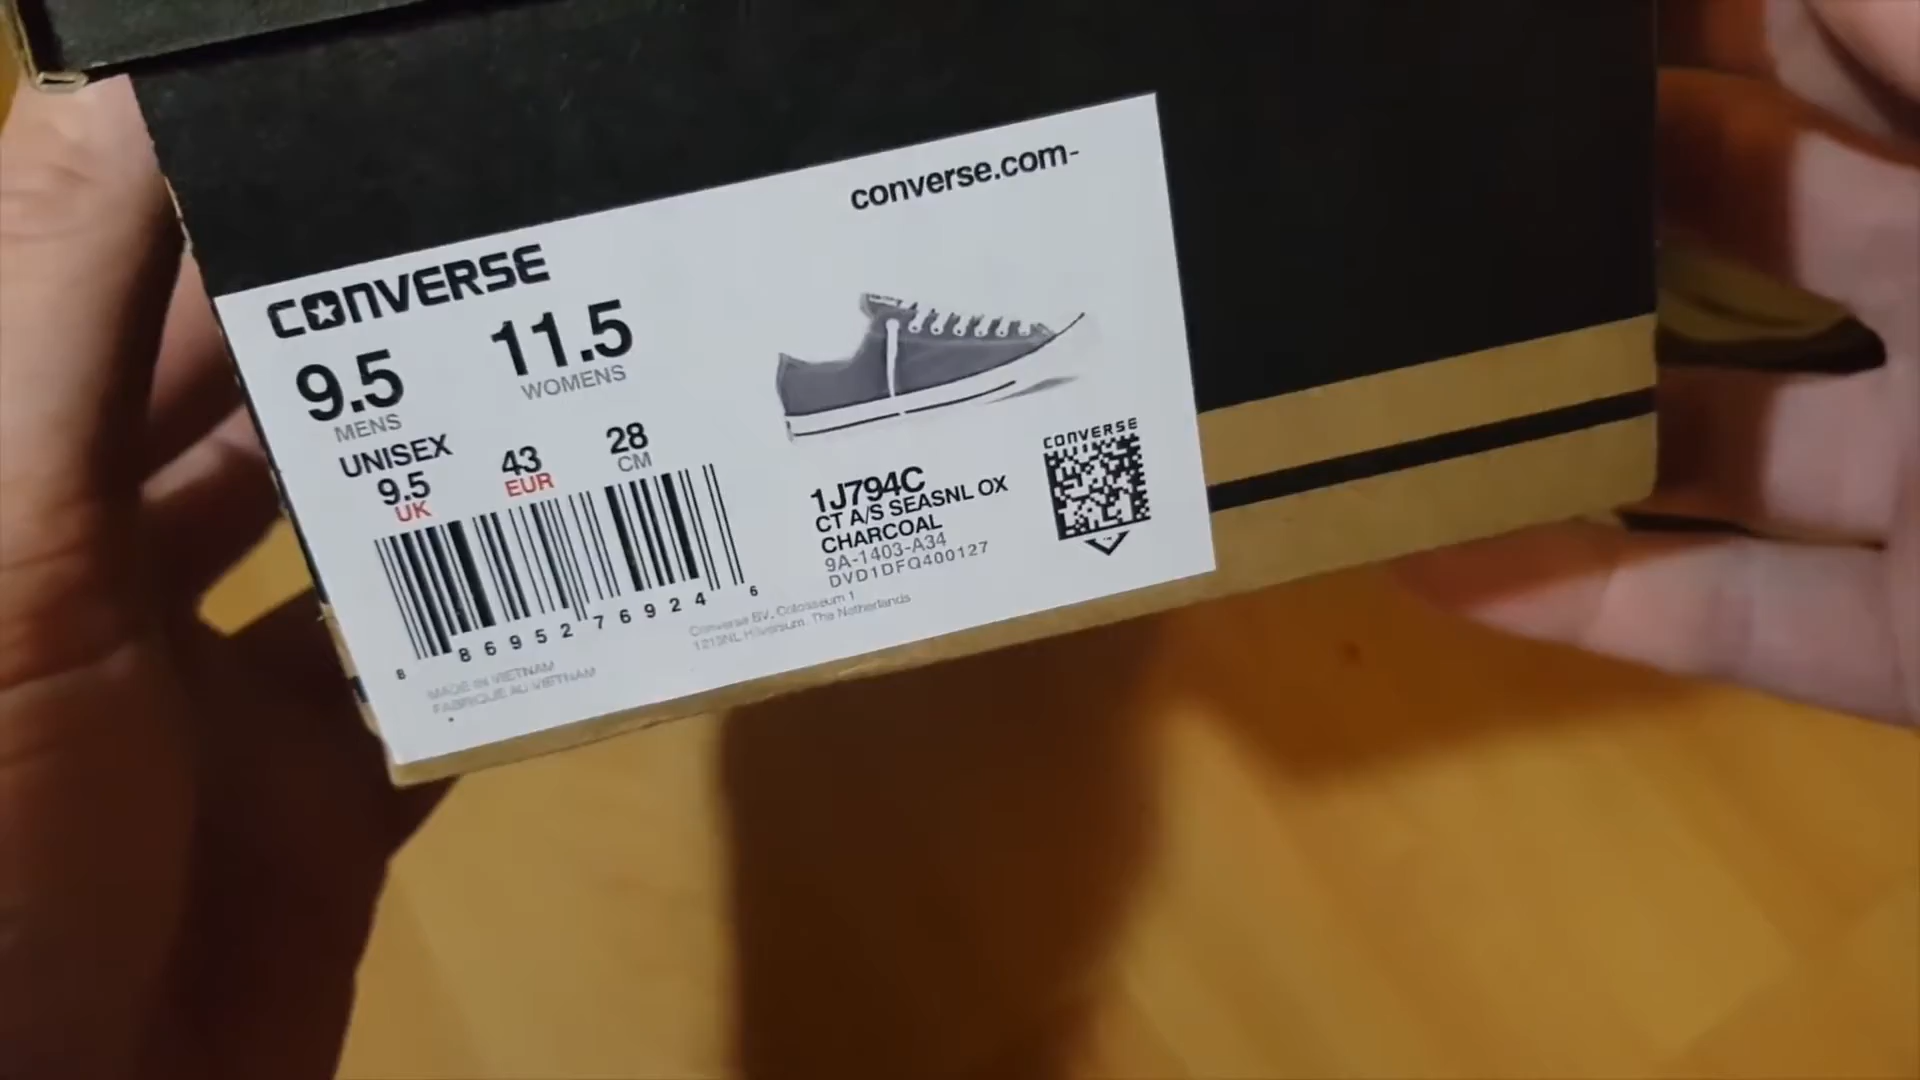 converse.com-
CONVERSE
9.5 11.5
MENS WOMENS
UNISEX
9.5 43 28
UK EUR CM
8 86952 76924 6
MADE IN VIETNAM
FABRIQUE AU VIETNAM
1J794C
CT A/S SEASNL OX
CHARCOAL
9A-1403-A34
DVD1DFQ400127
Converse BV, Colosseum 1
1213NL Hilversum, The Netherlands
CONVERSE